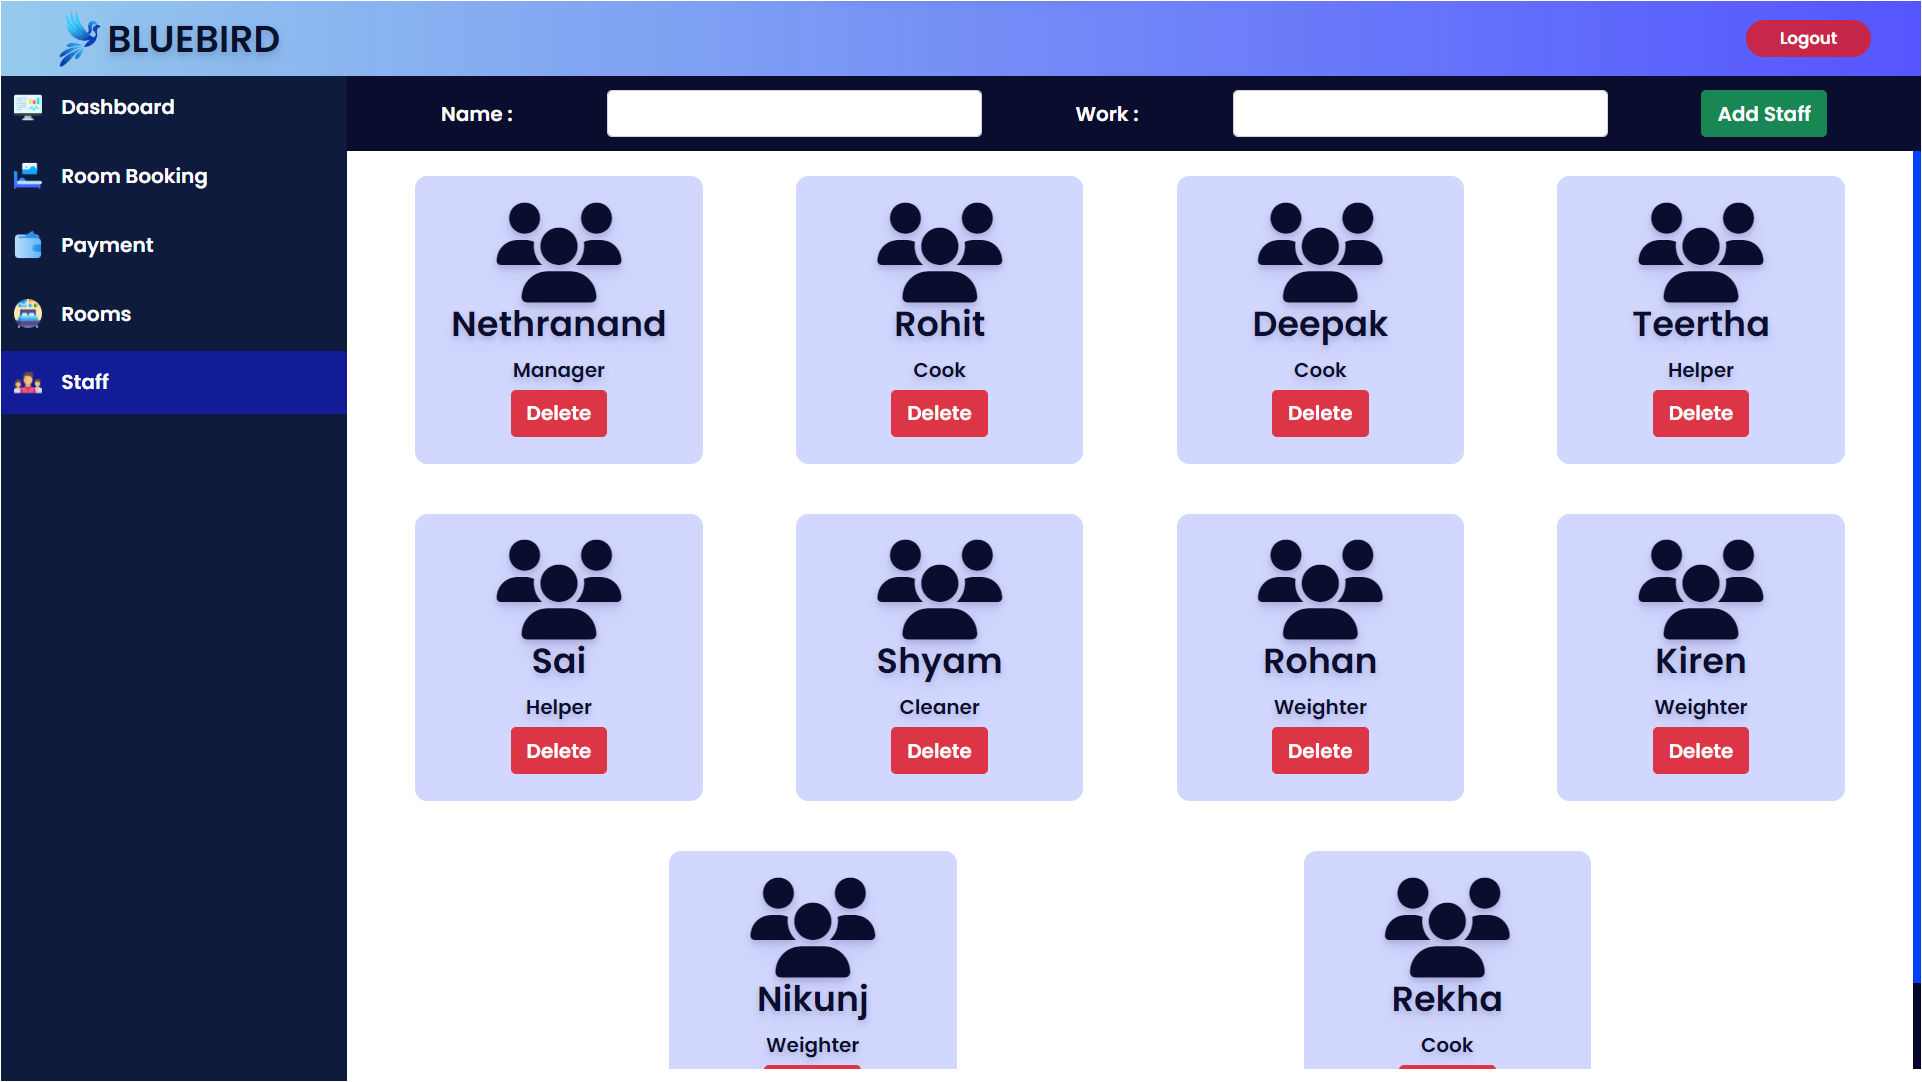 BLUEBIRD
Logout
Dashboard
Room Booking
Payment
Rooms
Staff
Name :
Work :
Add Staff
Nethranand
Manager
Delete
Rohit
Cook
Delete
Deepak
Cook
Delete
Teertha
Helper
Delete
Sai
Helper
Delete
Shyam
Cleaner
Delete
Rohan
Weighter
Delete
Kiren
Weighter
Delete
Nikunj
Weighter
Rekha
Cook